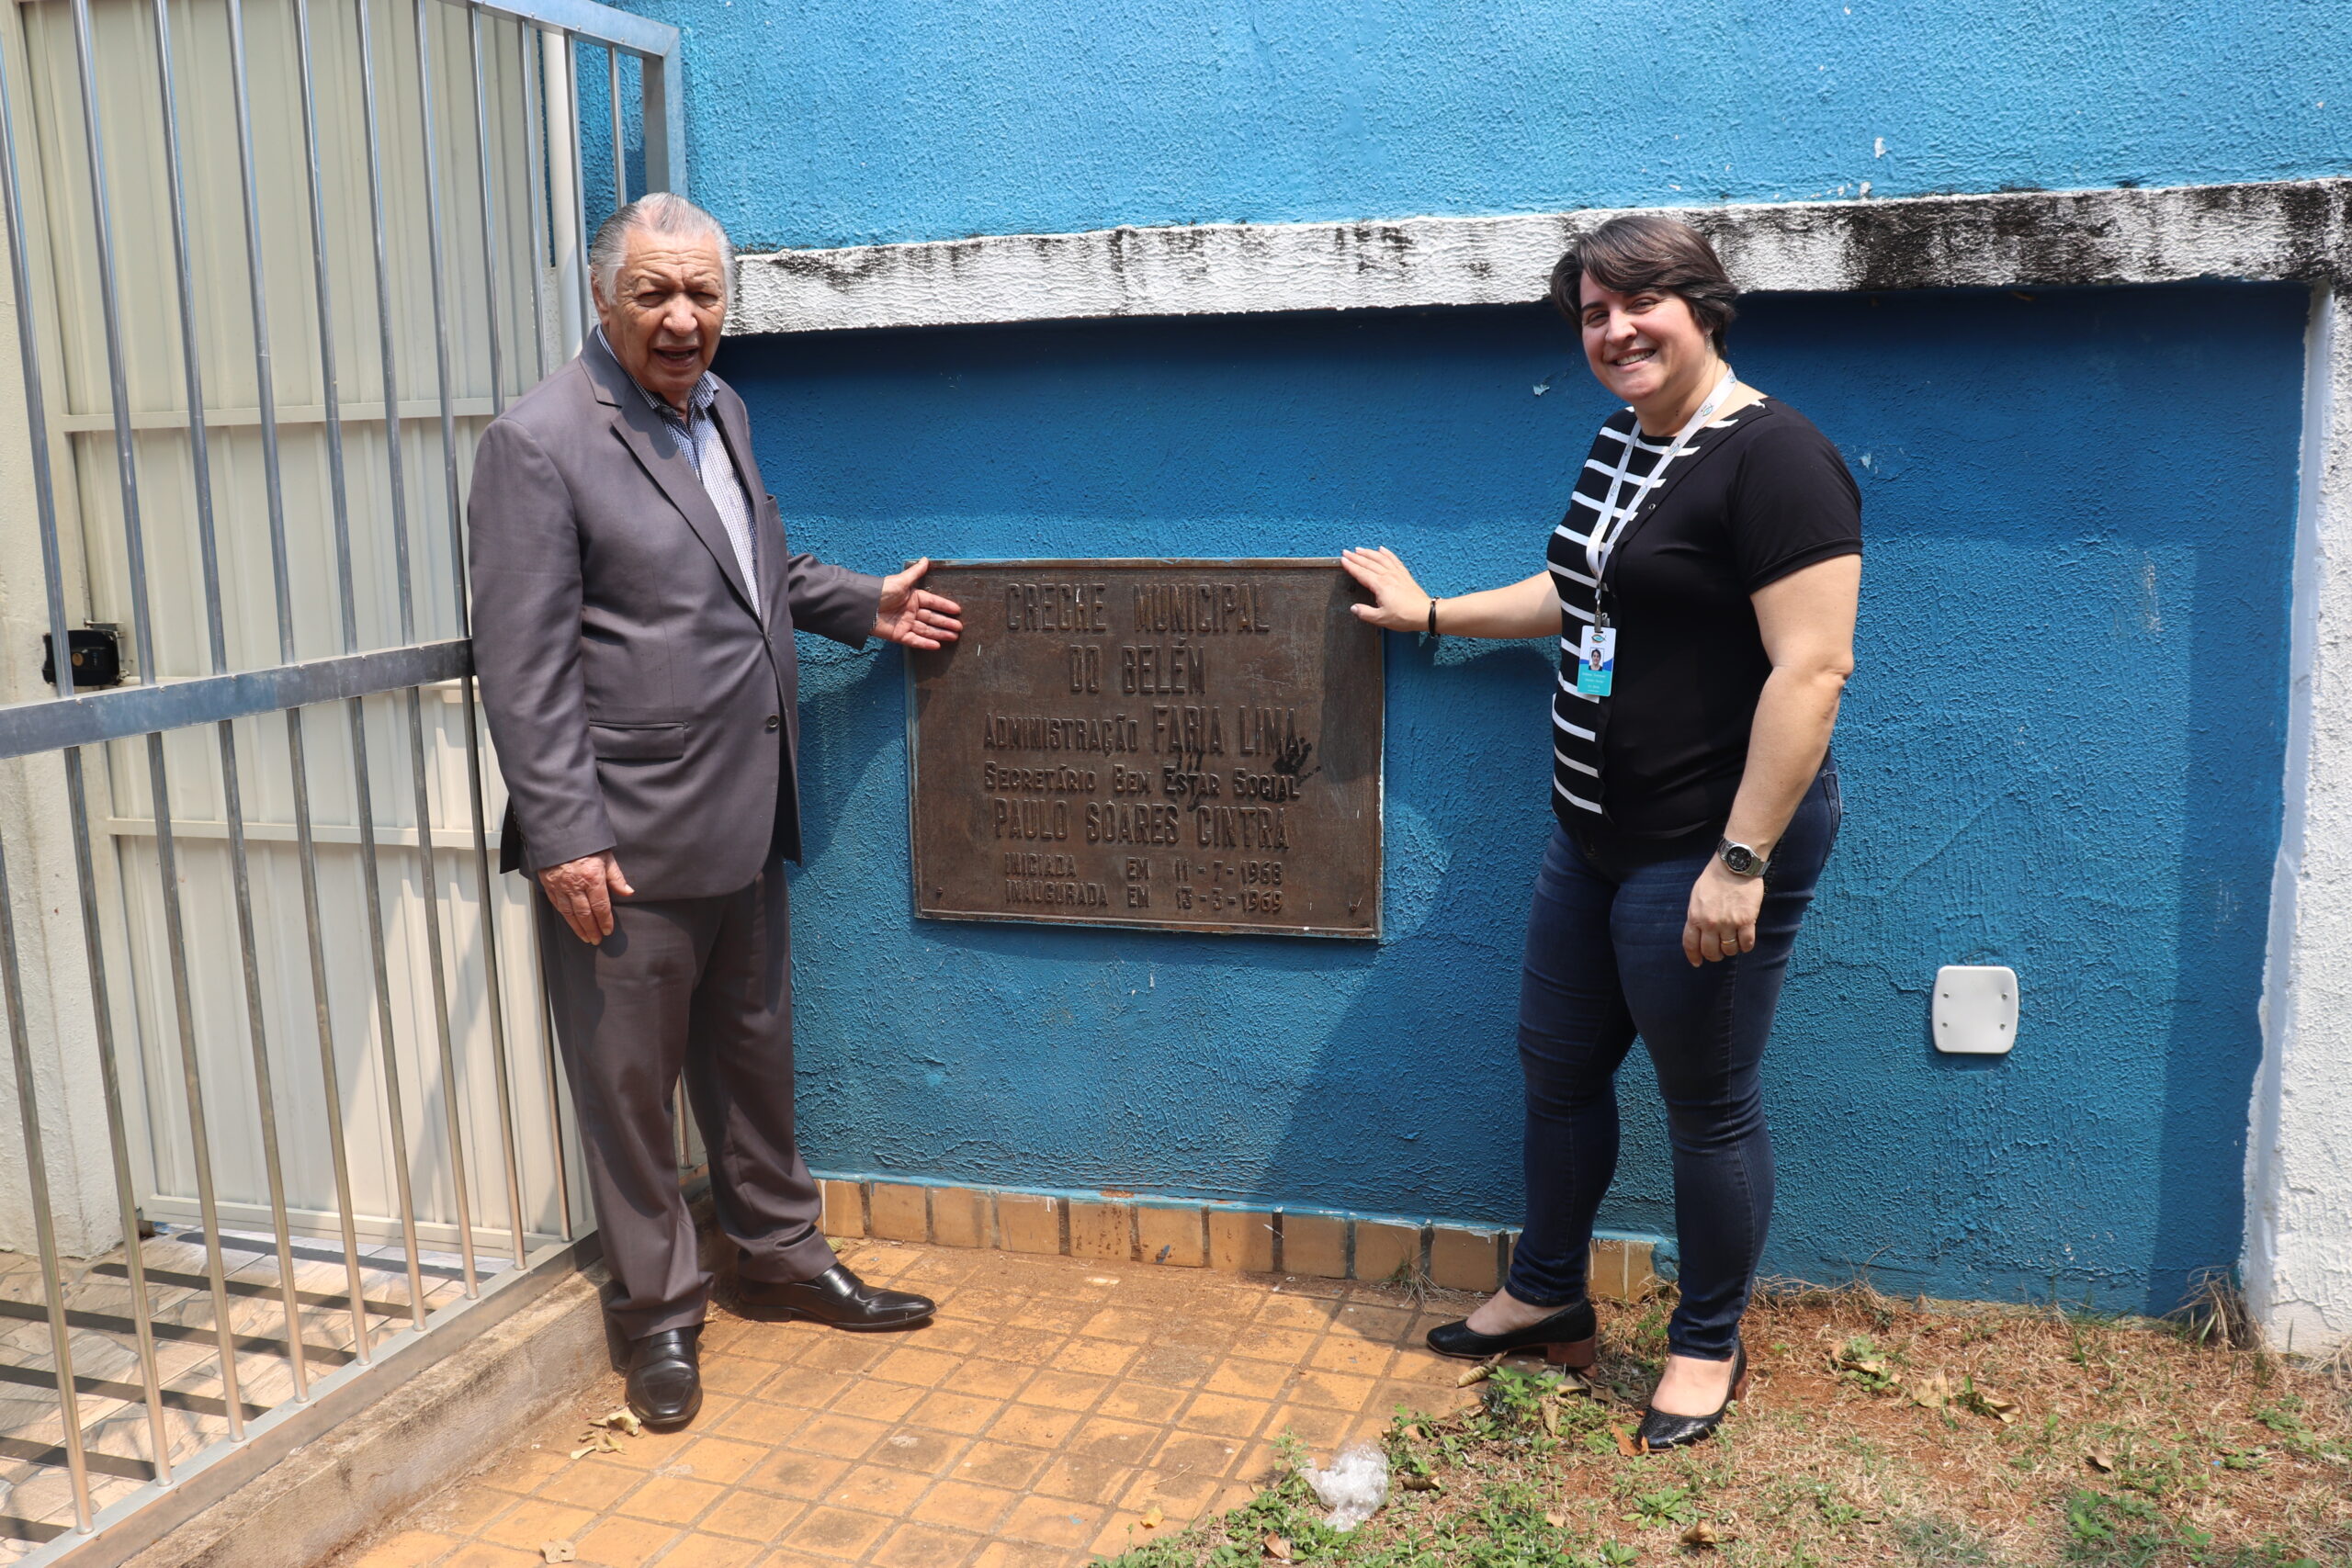 CRECHE MUNICIPAL
DO BELÉM
ADMINISTRAÇÃO FARIA LIMA
SECRETÁRIO BEM ESTAR SOCIAL
PAULO SOARES CINTRA
INICIADA EM 11-7-1968
INAUGURADA EM 13-3-1969